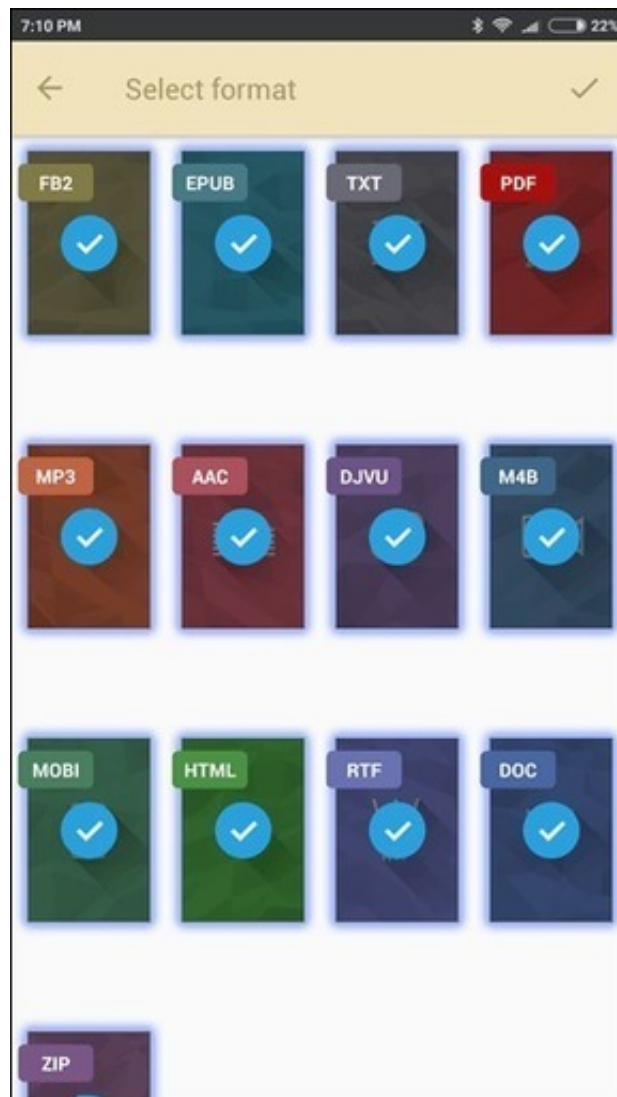 7:10 PM 22%
Select format
FB2 EPUB TXT PDF
MP3 AAC DJVU M4B
MOBI HTML RTF DOC
ZIP